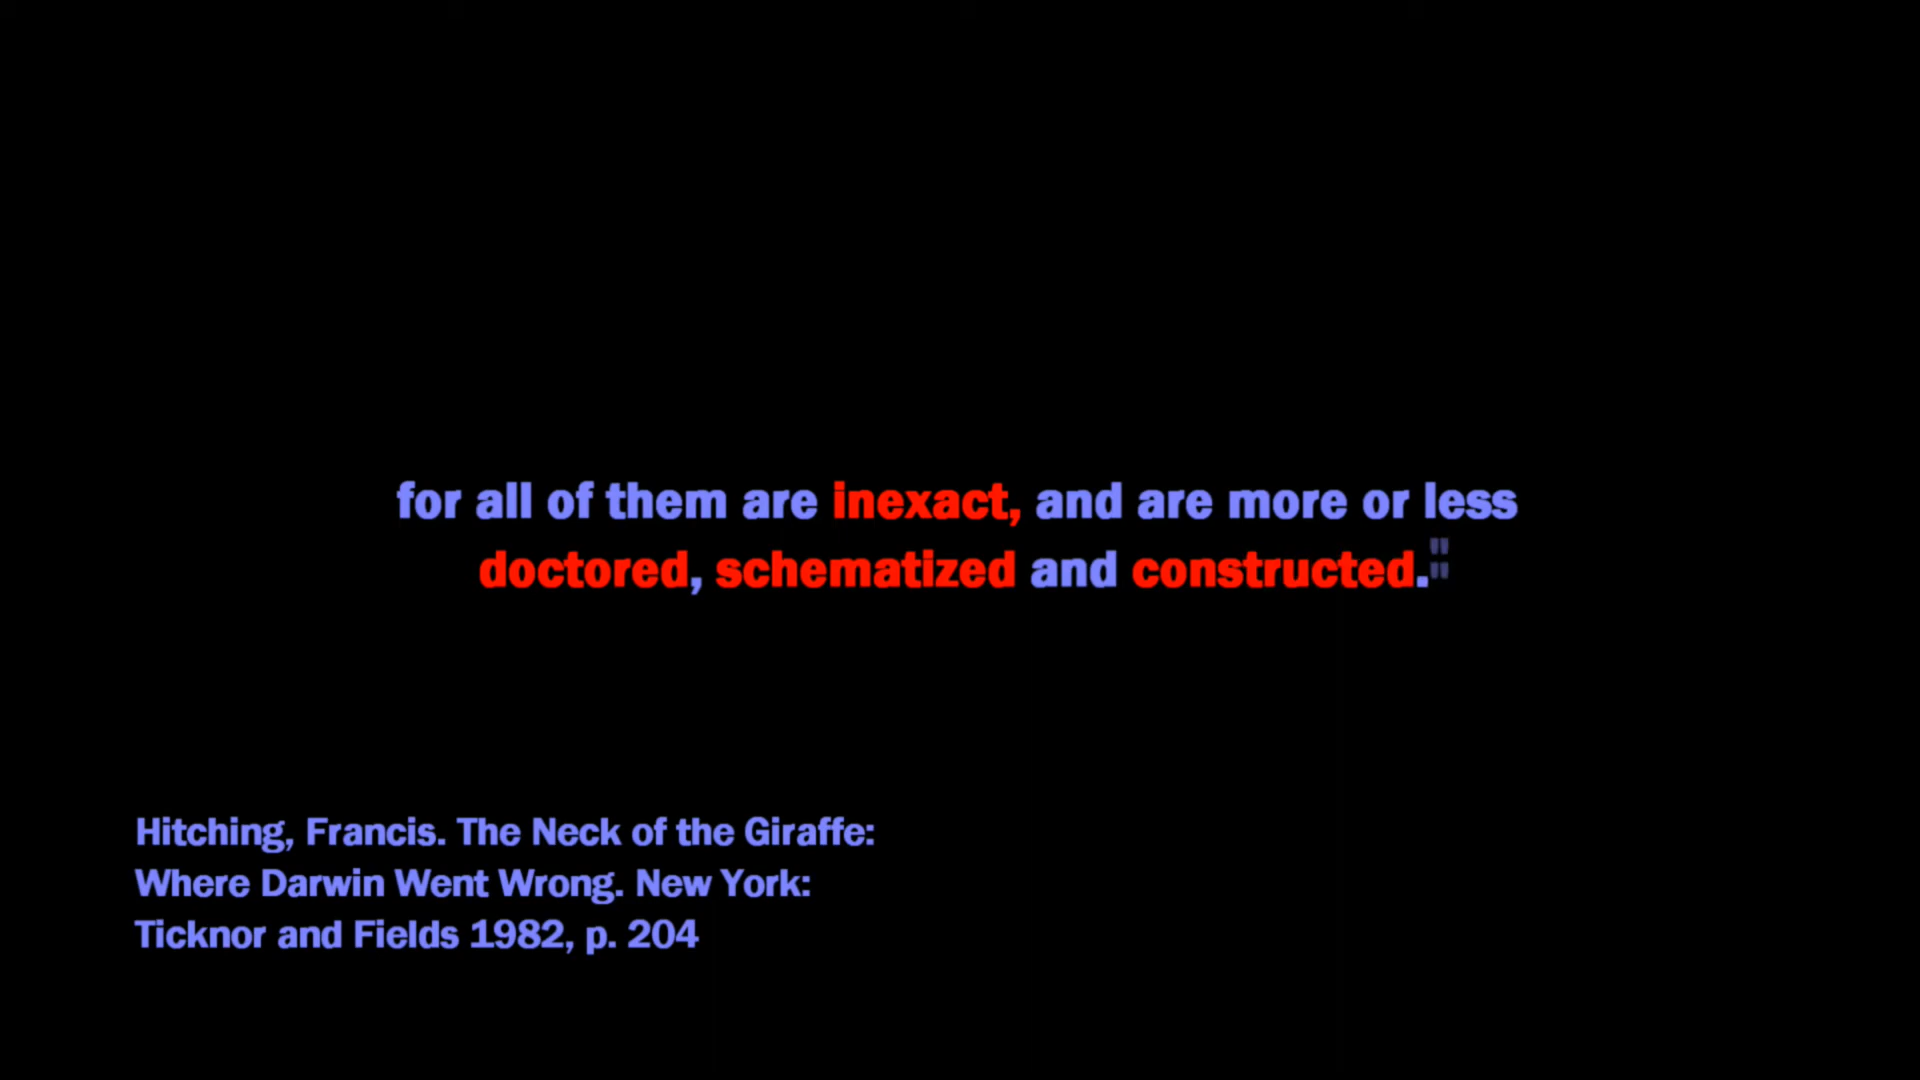 for all of them are inexact, and are more or less
doctored, schematized and constructed."
Hitching, Francis. The Neck of the Giraffe:
Where Darwin Went Wrong. New York:
Ticknor and Fields 1982, p. 204